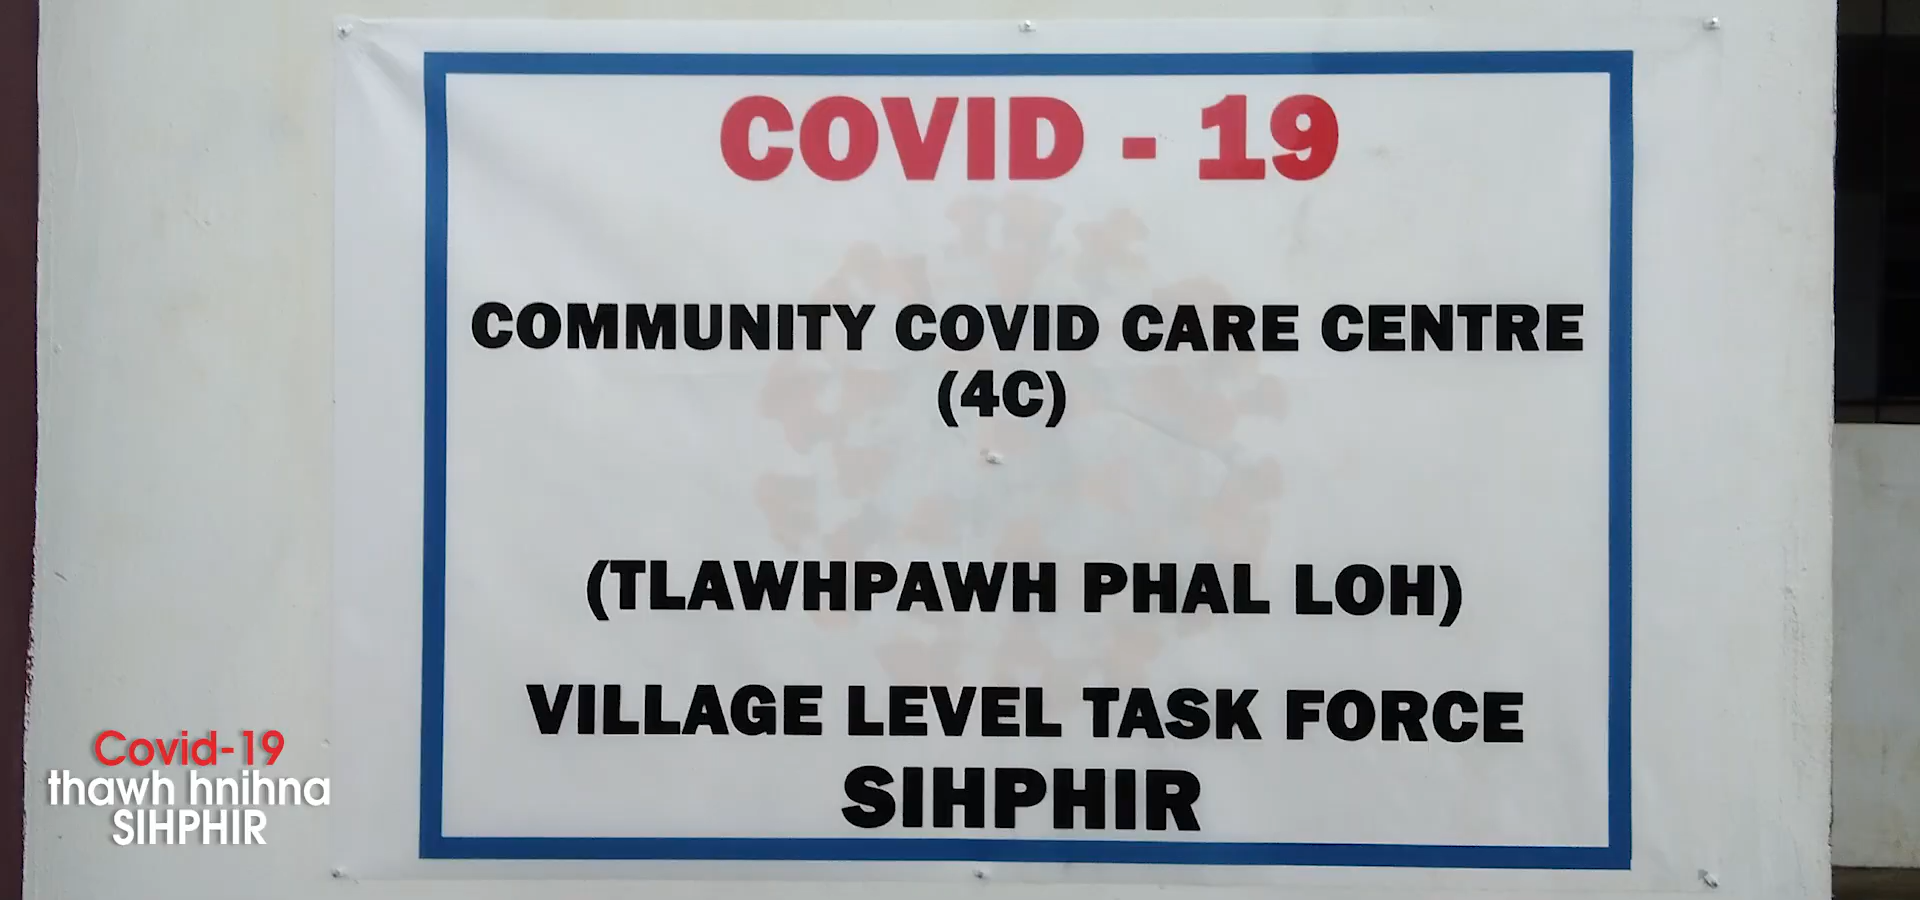 COVID - 19
COMMUNITY COVID CARE CENTRE
(4C)
(TLAWHPAWH PHAL LOH)
VILLAGE LEVEL TASK FORCE
SIHPHIR
Covid-19
thawh hnihna
SIHPHIR